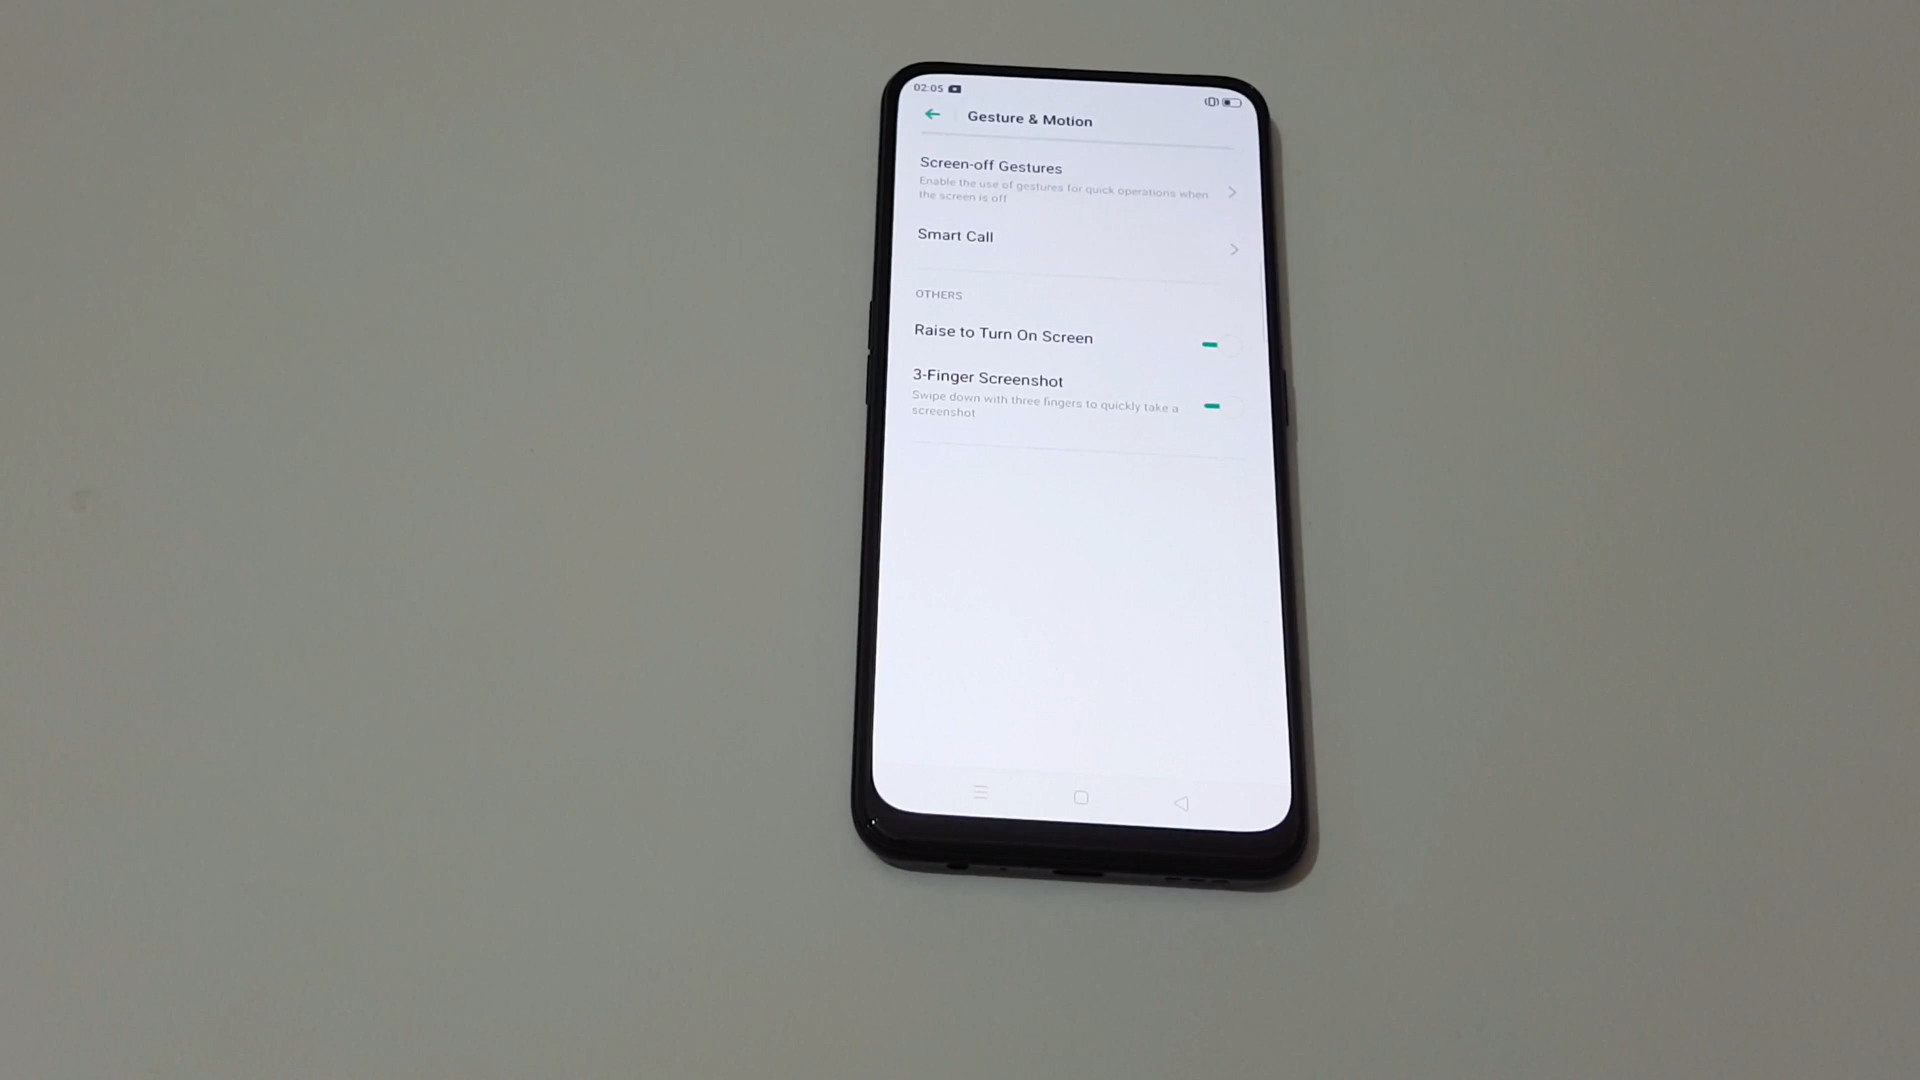 02:05
Gesture & Motion
Screen-off Gestures
Enable the use of gestures for quick operations when
the screen is off
Smart Call
OTHERS
Raise to Turn On Screen
3-Finger Screenshot
Swipe down with three fingers to quickly take a
screenshot